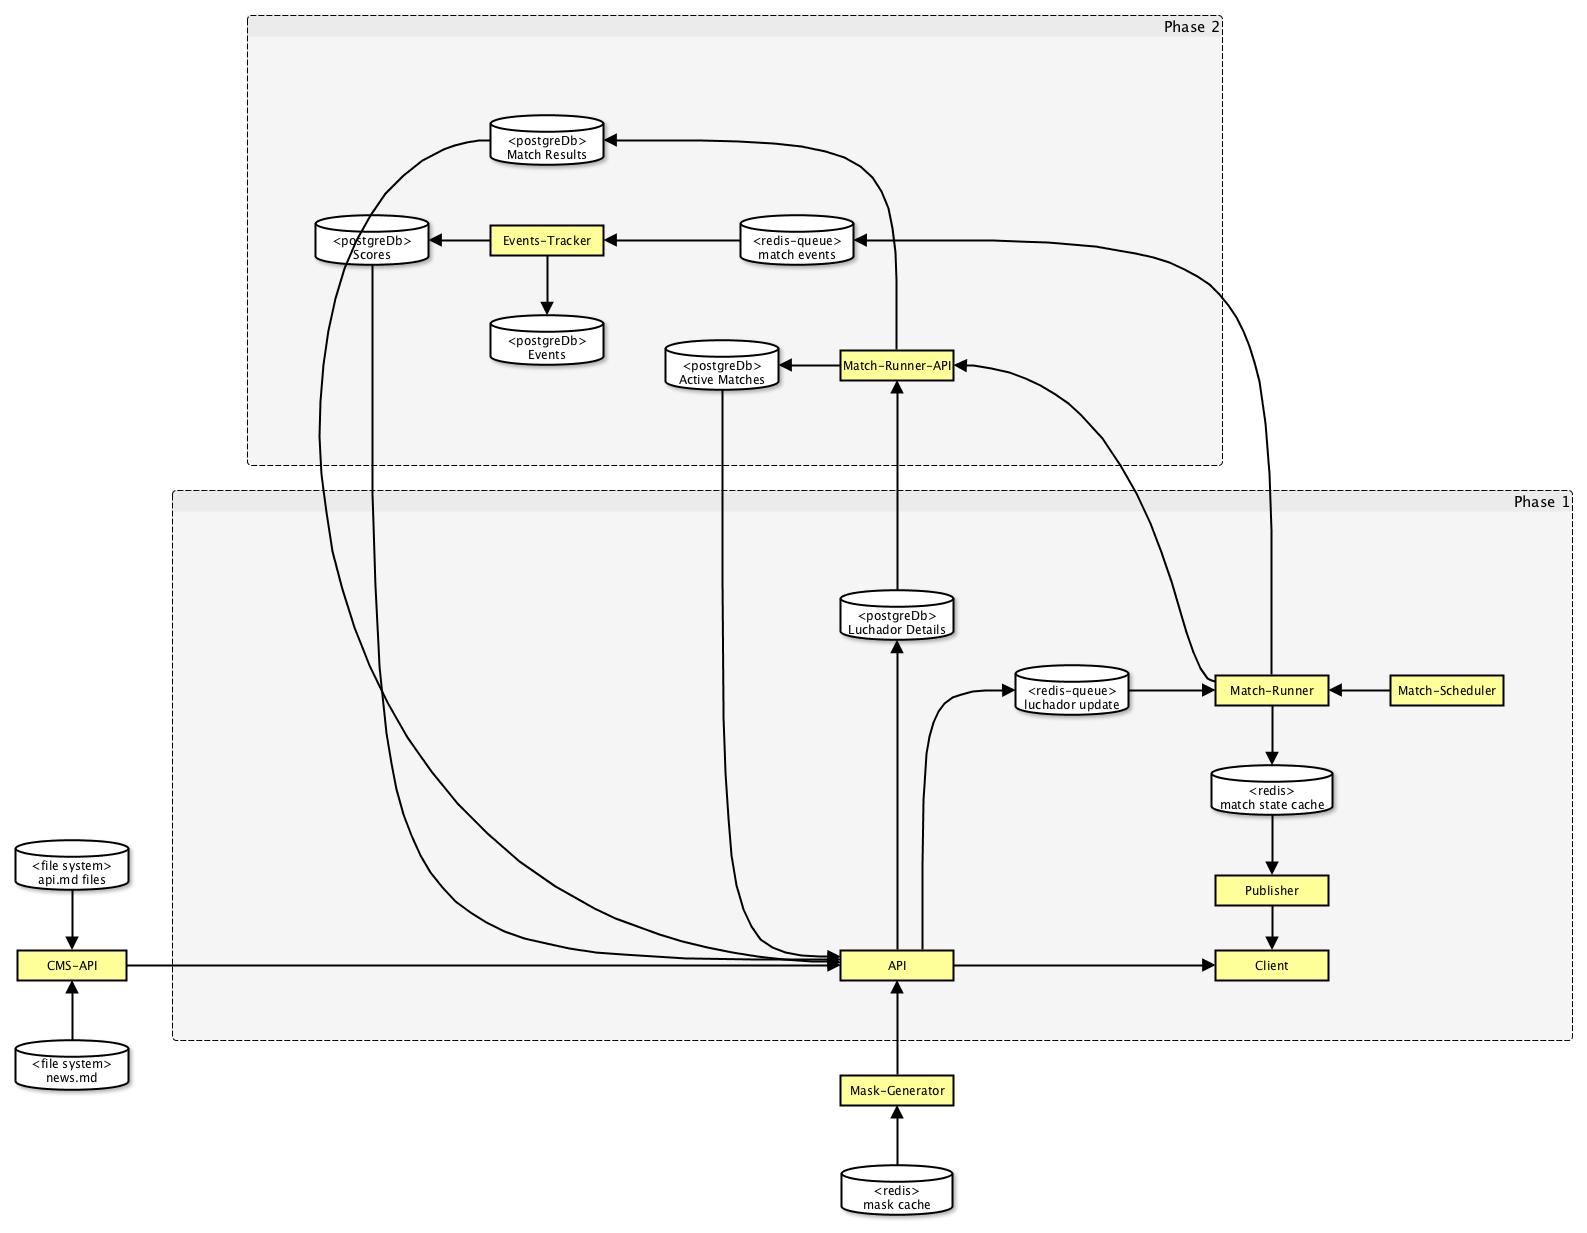 Phase 2
<postgreDb>
Match Results
<postgreDb>
Scores
Events-Tracker
<redis-queue>
match events
<postgreDb>
Events
<postgreDb>
Active Matches
Match-Runner-API
Phase 1
<postgreDb>
Luchador Details
<redis-queue>
luchador update
Match-Runner
Match-Scheduler
<redis>
match state cache
<file system>
api.md files
Publisher
CMS-API
API
Client
<file system>
news.md
Mask-Generator
<redis>
mask cache